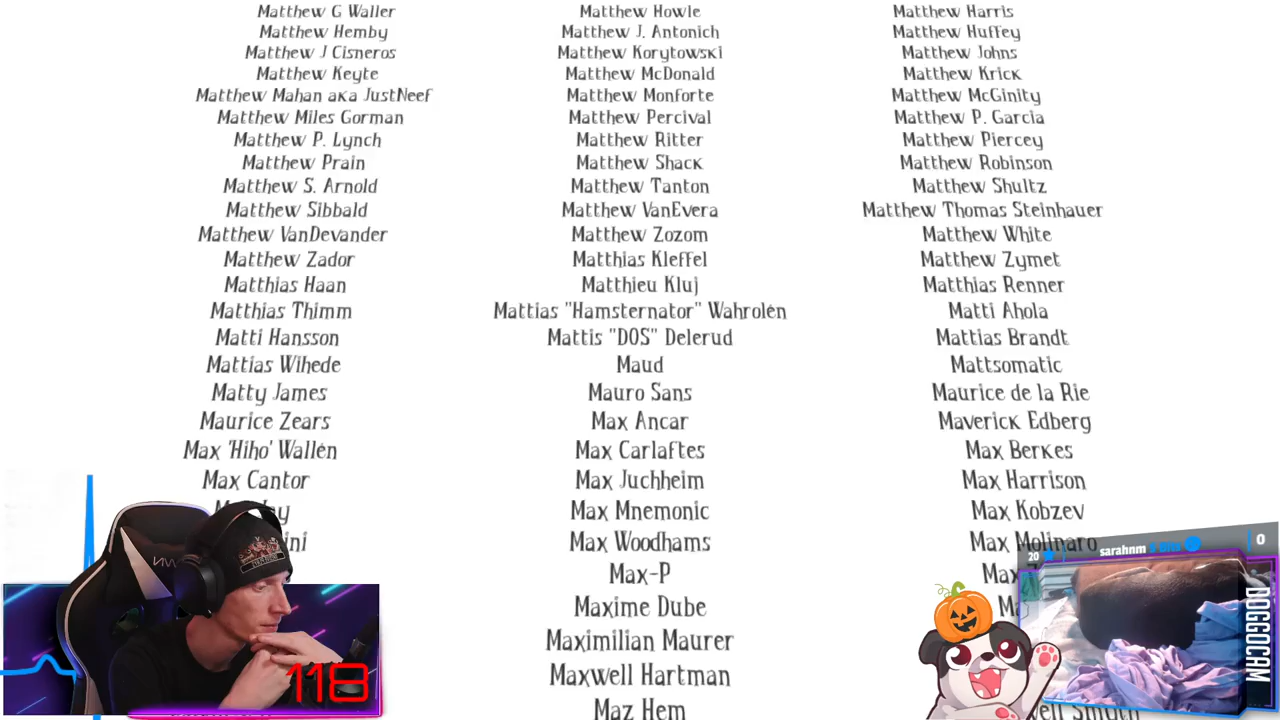 Matthew G Waller Matthew Howle Matthew Harris
Matthew Hemby Matthew J. Antonich Matthew Huffey
Matthew J Cisneros Matthew Korytowski Matthew Johns
Matthew Keyte Matthew McDonald Matthew Krick
Matthew Mahan aka JustNeef Matthew Monforte Matthew McGinity
Matthew Miles Gorman Matthew Percival Matthew P. Garcia
Matthew P. Lynch Matthew Ritter Matthew Piercey
Matthew Prain Matthew Shack Matthew Robinson
Matthew S. Arnold Matthew Tanton Matthew Shultz
Matthew Sibbald Matthew VanEvera Matthew Thomas Steinhauer
Matthew VanDevander Matthew Zozom Matthew White
Matthew Zador Matthias Kleffel Matthew Zymet
Matthias Haan Matthieu Kluj Matthias Renner
Matthias Thimm Mattias "Hamsternator" Wahrolén Matti Ahola
Matti Hansson Mattis "DOS" Delerud Mattias Brandt
Mattias Wihede Maud Mattsomatic
Matty James Mauro Sans Maurice de la Rie
Maurice Zears Max Ancar Maverick Edberg
Max 'Hiho' Wallén Max Carlaftes Max Berkes
Max Cantor Max Juchheim Max Harrison
Max Mnemonic Max Kobzev
Max Woodhams Max Molinaro
Max-P Max
Maxime Dube
Maximilian Maurer
Maxwell Hartman
Maz Hem
118
20
sarahnm
0
DOGGOCAM